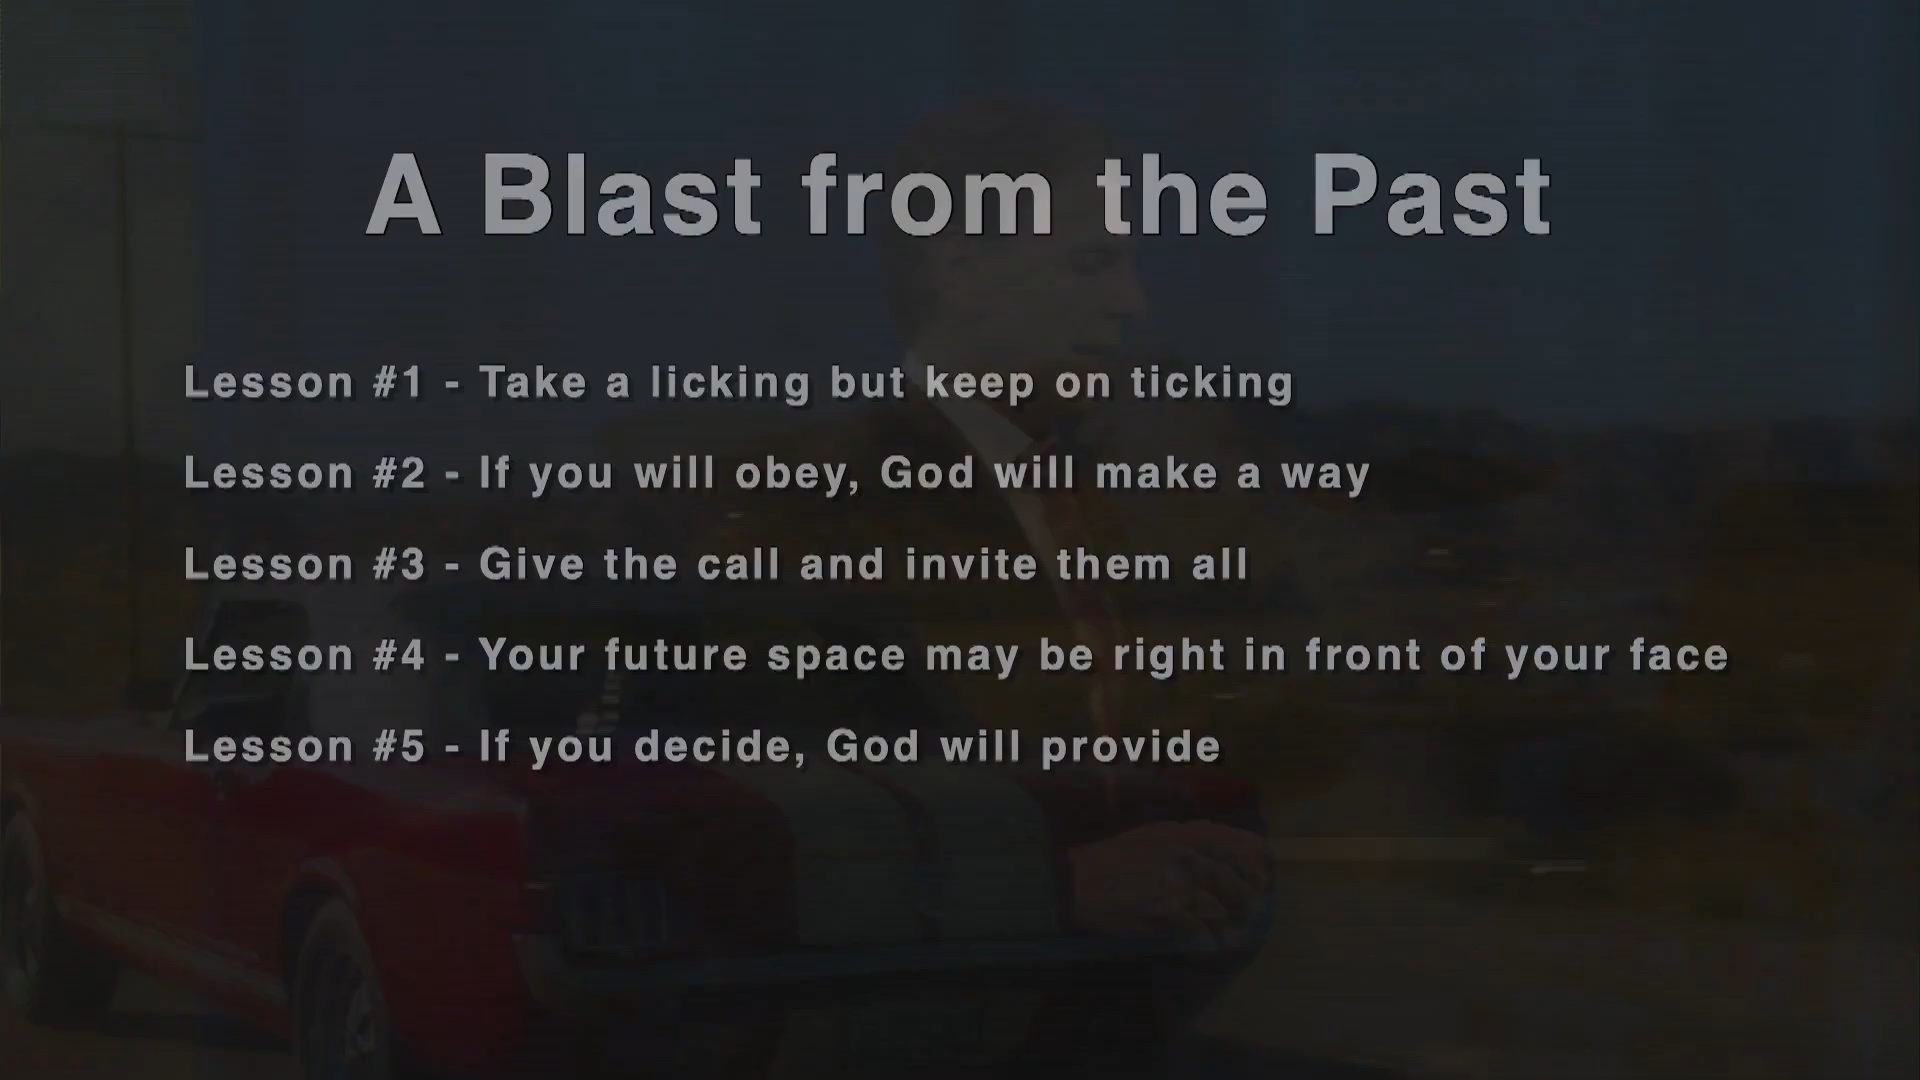 A Blast from the Past
Lesson #1 - Take a licking but keep on ticking
Lesson #2 - If you will obey, God will make a way
Lesson #3 - Give the call and invite them all
Lesson #4 - Your future space may be right in front of your face
Lesson #5 - If you decide, God will provide